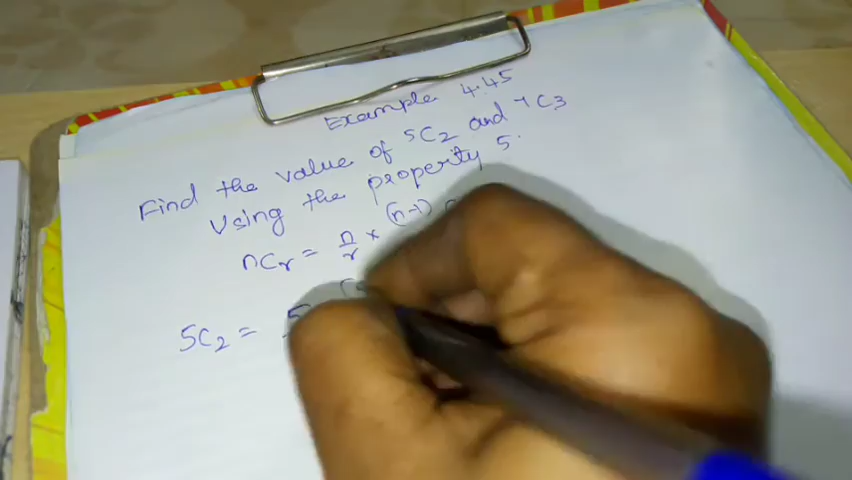 Example 4.45
Find the value of ⁵C₂ and ⁷C₃
Using the property 5.
nCᵣ = n/r × (n-1)
5C₂ = 5